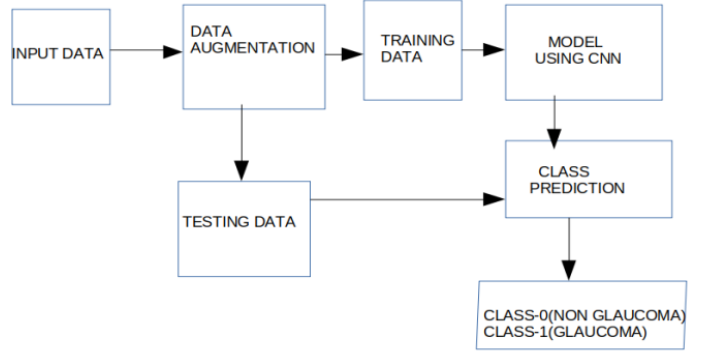 INPUT DATA
DATA
AUGMENTATION
TRAINING
DATA
MODEL
USING CNN
TESTING DATA
CLASS
PREDICTION
CLASS-0(NON GLAUCOMA)
CLASS-1(GLAUCOMA)